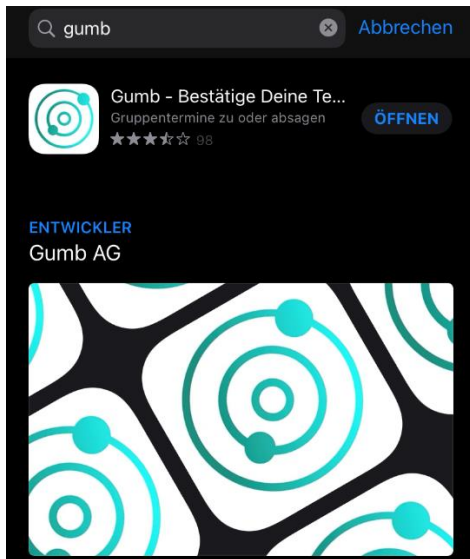 gumb
Abbrechen
Gumb - Bestätige Deine Te...
Gruppentermine zu oder absagen
98
ÖFFNEN
ENTWICKLER
Gumb AG